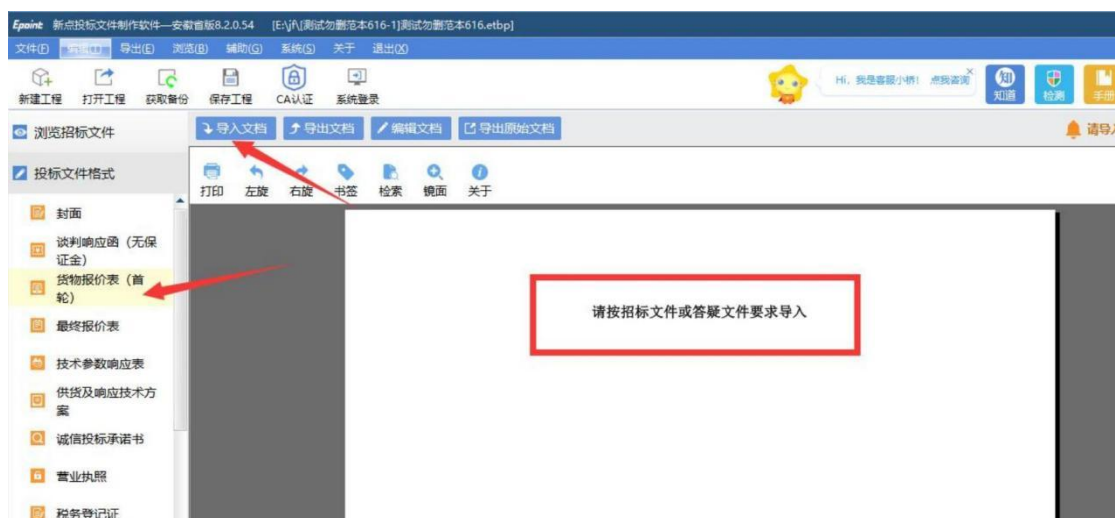 Epoint 新点投标文件制作软件—安徽省版8.2.0.54 [E:\jf\[测试勿删范本616-1]测试勿删范本616.etbp]
文件(F) 导出(E) 浏览(B) 辅助(G) 系统(S) 关于 退出(X)
新建工程 打开工程 获取备份 保存工程 CA认证 系统登录
Hi，我是客服小桥！ 点我咨询
知
知道 检测 手册
浏览招标文件
导入文档 导出文档 编辑文档 导出原始文档
请导入
投标文件格式
打印 左旋 右旋 书签 检索 镜面 关于
封面
谈判响应函（无保
证金）
货物报价表（首
轮）
最终报价表
技术参数响应表
供货及响应技术方
案
诚信投标承诺书
营业执照
税务登记证
请按招标文件或答疑文件要求导入